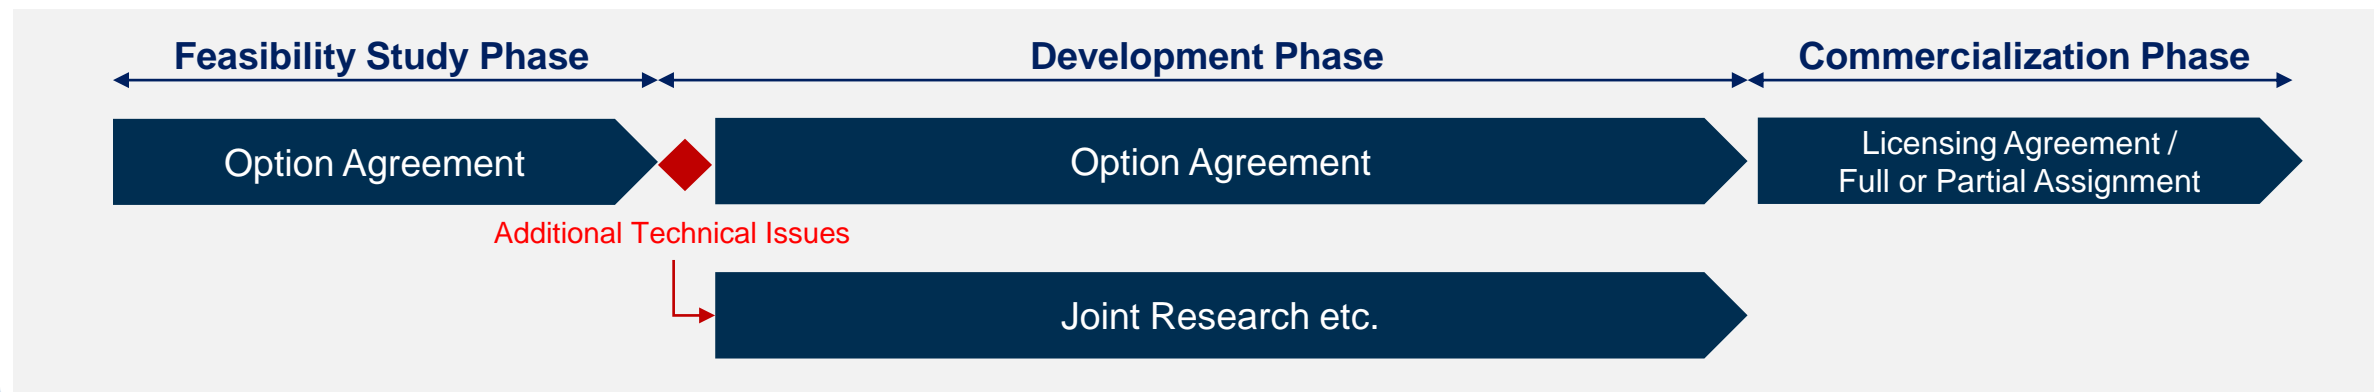 Feasibility Study Phase
Development Phase
Commercialization Phase
Option Agreement
Option Agreement
Licensing Agreement /
Full or Partial Assignment
Additional Technical Issues
Joint Research etc.